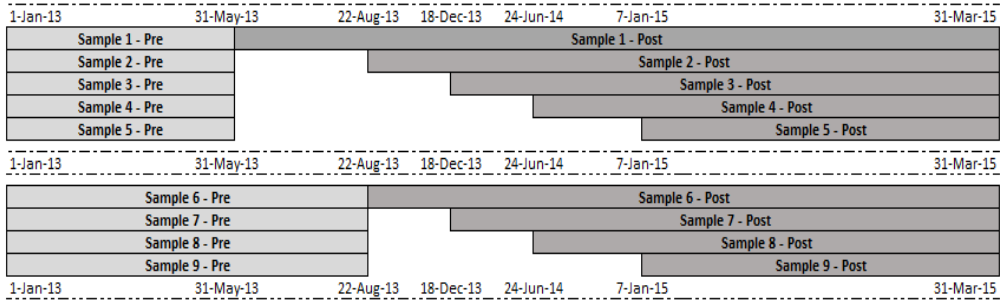 1-Jan-13 31-May-13 22-Aug-13 18-Dec-13 24-Jun-14 7-Jan-15 31-Mar-15
Sample 1 - Pre Sample 1 - Post
Sample 2 - Pre Sample 2 - Post
Sample 3 - Pre Sample 3 - Post
Sample 4 - Pre Sample 4 - Post
Sample 5 - Pre Sample 5 - Post
1-Jan-13 31-May-13 22-Aug-13 18-Dec-13 24-Jun-14 7-Jan-15 31-Mar-15
Sample 6 - Pre Sample 6 - Post
Sample 7 - Pre Sample 7 - Post
Sample 8 - Pre Sample 8 - Post
Sample 9 - Pre Sample 9 - Post
1-Jan-13 31-May-13 22-Aug-13 18-Dec-13 24-Jun-14 7-Jan-15 31-Mar-15